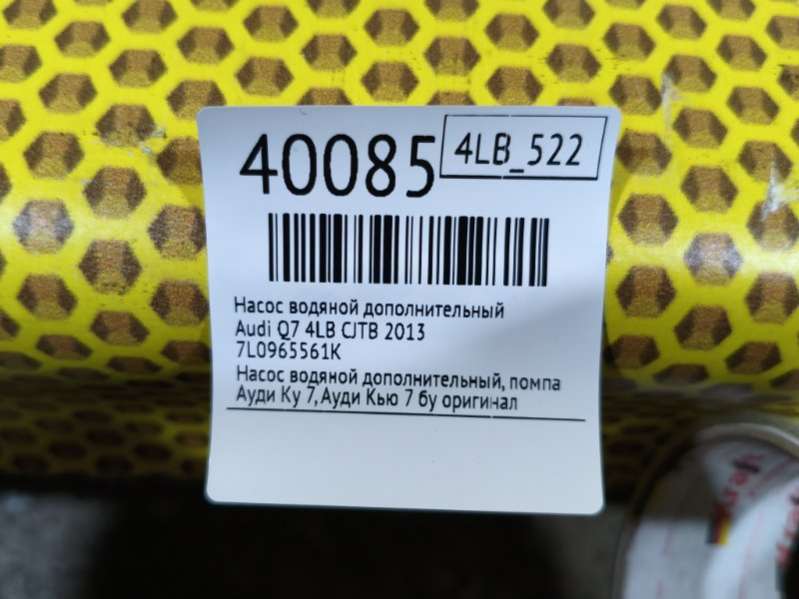 40085
4LB_522
Насос водяной дополнительный
Audi Q7 4LB CJTB 2013
7L0965561K
Насос водяной дополнительный, помпа
Ауди Ку 7, Ауди Кью 7 бу оригинал